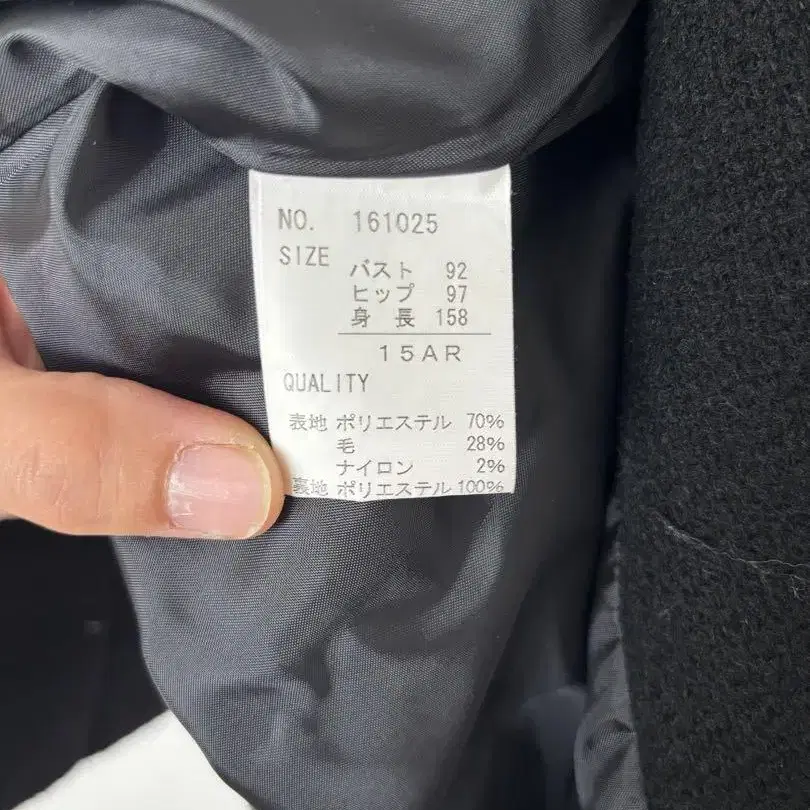 NO. 161025
SIZE
バスト 92
ヒップ 97
身長 158
15AR
QUALITY
表地 ポリエステル 70%
毛 28%
ナイロン 2%
裏地 ポリエステル 100%